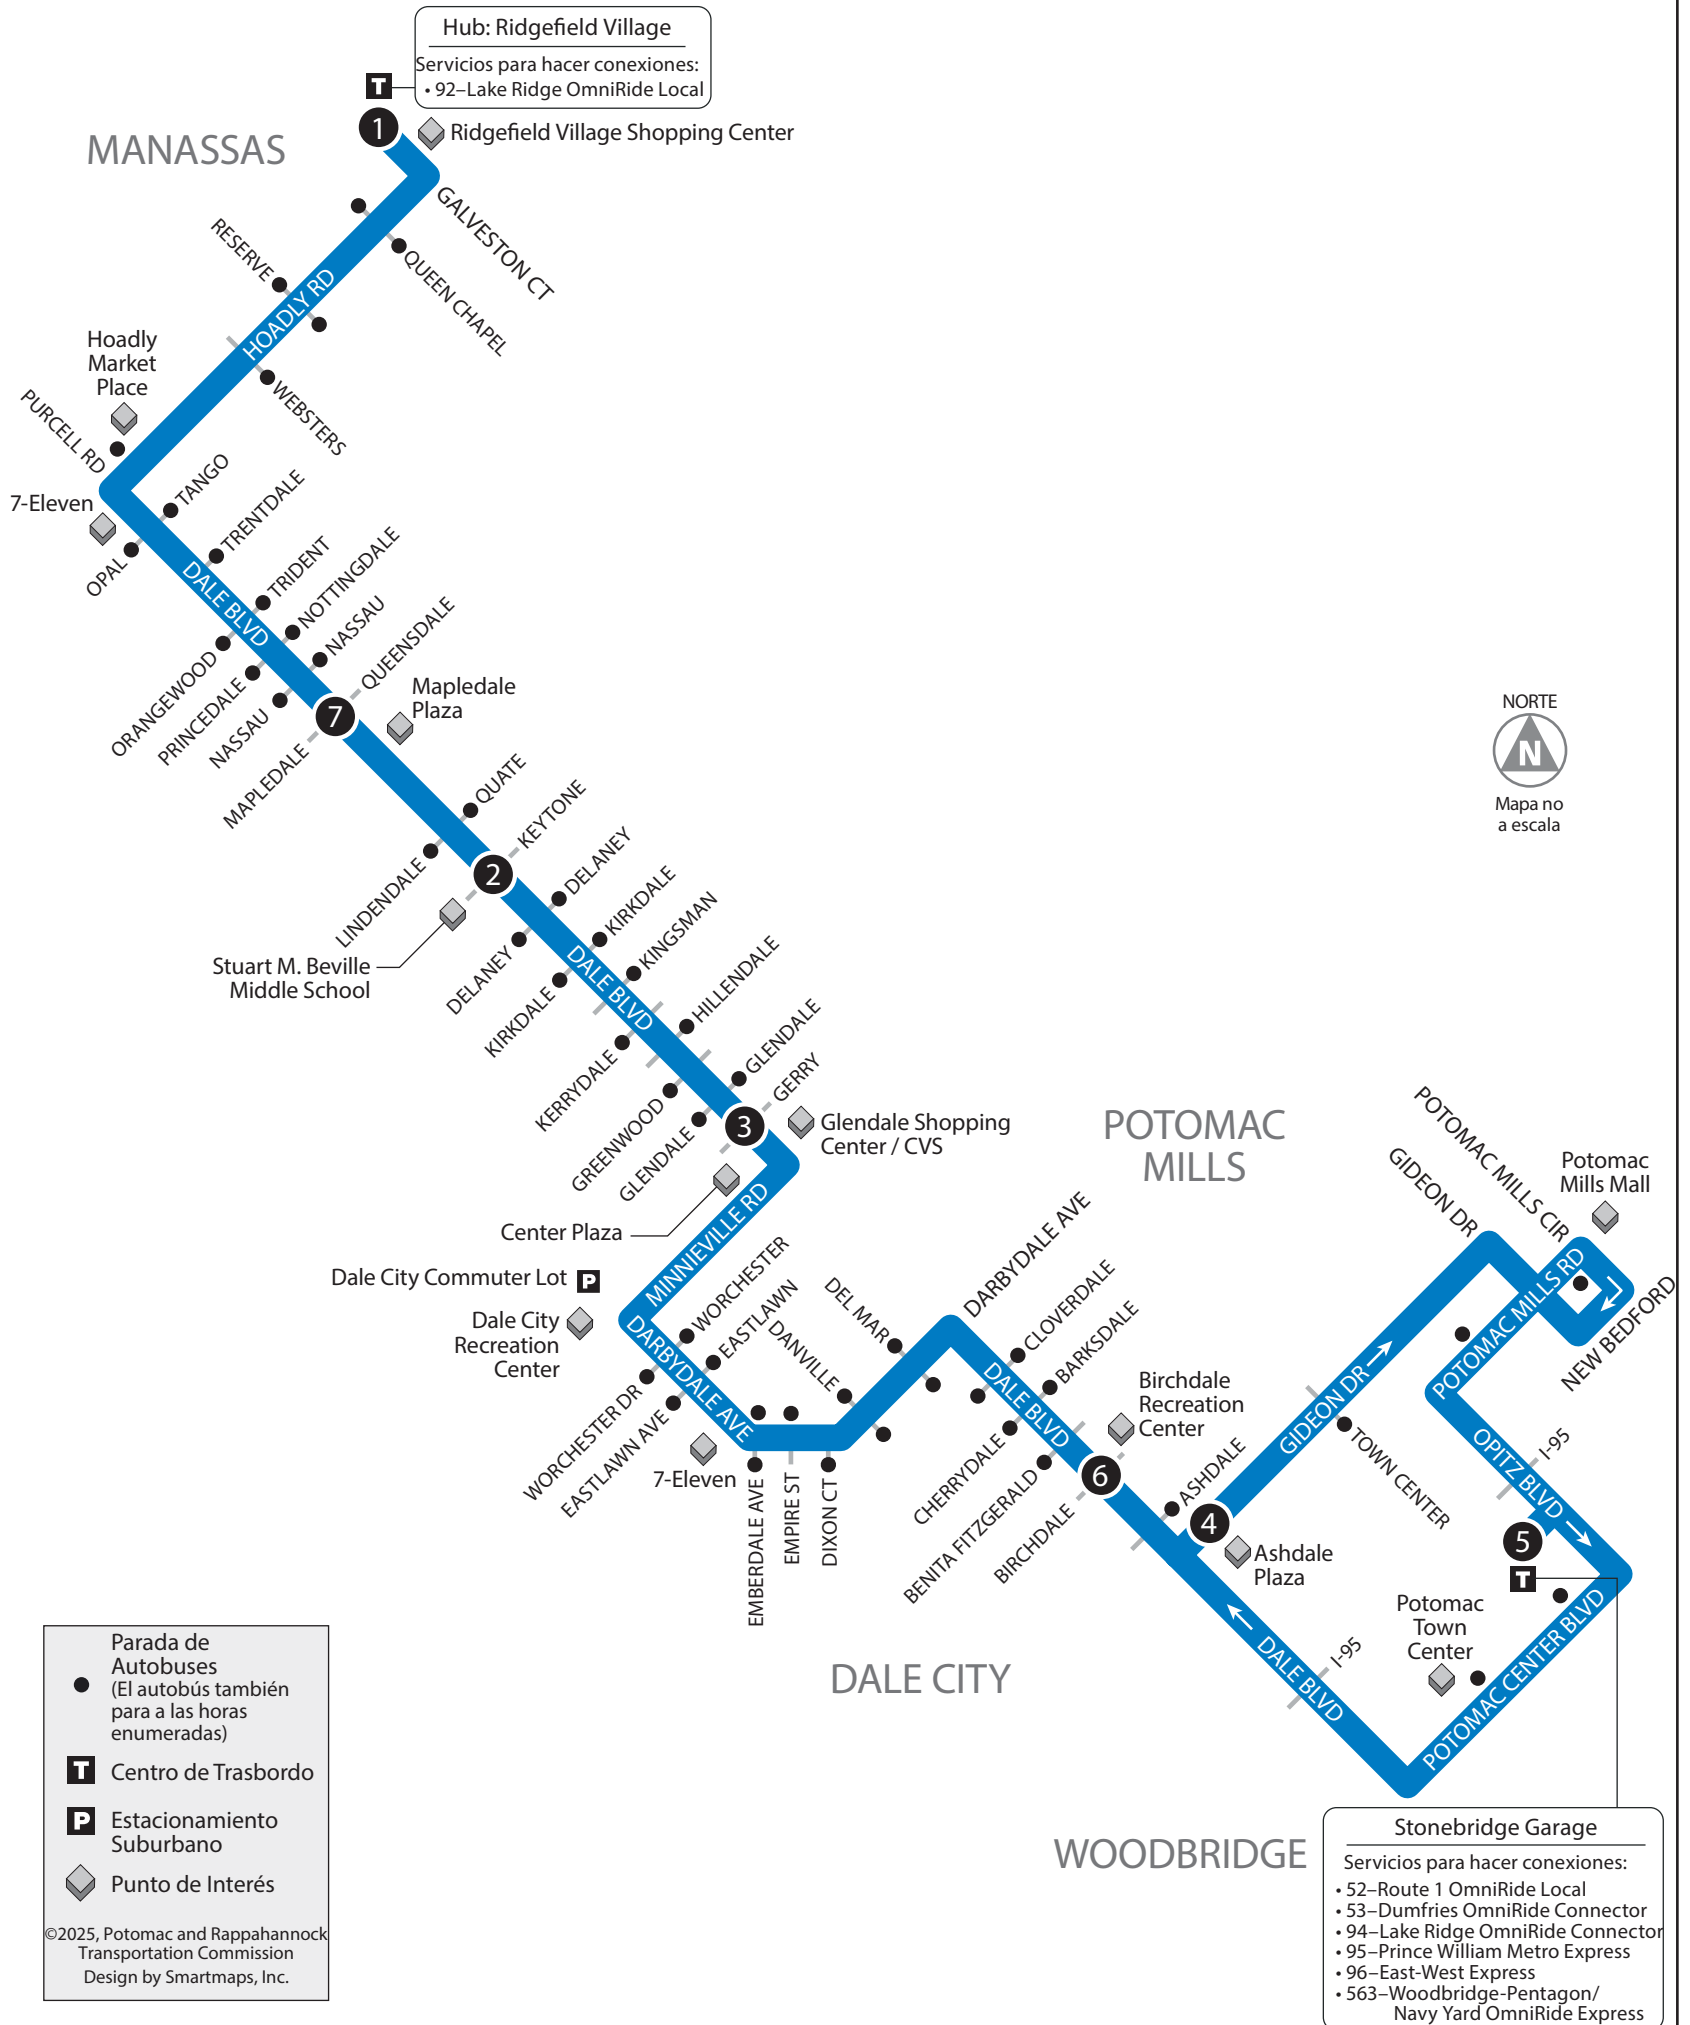 Hub: Ridgefield Village
Servicios para hacer conexiones:
• 92–Lake Ridge OmniRide Local
T
1
Ridgefield Village Shopping Center
MANASSAS
GALVESTON CT
QUEEN CHAPEL
RESERVE
HOADLY RD
WEBSTERS
Hoadly
Market
Place
PURCELL RD
7-Eleven
TANGO
OPAL
TRENTDALE
DALE BLVD
TRIDENT
NOTTINGDALE
NASSAU
QUEENSDALE
ORANGEWOOD
PRINCEDALE
NASSAU
7
MAPLEDALE
Mapledale
Plaza
NORTE
N
Mapa no
a escala
QUATE
KEYTONE
LINDENDALE
2
Stuart M. Beville
Middle School
DELANEY
KIRKDALE
KINGSMAN
DELANEY
DALE BLVD
KIRKDALE
HILLENDALE
KERRYDALE
GLENDALE
GERRY
GREENWOOD
GLENDALE
3
Glendale Shopping
Center / CVS
Center Plaza
MINNIEVILLE RD
Dale City Commuter Lot
P
Dale City
Recreation
Center
WORCHESTER
EASTLAWN
DARBYDALE AVE
WORCHESTER DR
EASTLAWN AVE
7-Eleven
DANVILLE
DEL MAR
EMBERDALE AVE
EMPIRE ST
DIXON CT
DARBYDALE AVE
CLOVERDALE
BARKSDALE
DALE BLVD
CHERRYDALE
BENITA FITZGERALD
BIRCHDALE
Birchdale
Recreation
Center
6
POTOMAC
MILLS
ASHDALE
4
Ashdale
Plaza
GIDEON DR
GIDEON DR
TOWN CENTER
POTOMAC MILLS CIR
Potomac
Mills Mall
POTOMAC MILLS RD
NEW BEDFORD
OPITZ BLVD
I-95
5
T
Potomac
Town
Center
POTOMAC CENTER BLVD
I-95
DALE BLVD
DALE CITY
WOODBRIDGE
Stonebridge Garage
Servicios para hacer conexiones:
• 52–Route 1 OmniRide Local
• 53–Dumfries OmniRide Connector
• 94–Lake Ridge OmniRide Connector
• 95–Prince William Metro Express
• 96–East-West Express
• 563–Woodbridge-Pentagon/
Navy Yard OmniRide Express
Parada de
Autobuses
(El autobús también
para a las horas
enumeradas)
T
Centro de Trasbordo
P
Estacionamiento
Suburbano
Punto de Interés
©2025, Potomac and Rappahannock
Transportation Commission
Design by Smartmaps, Inc.